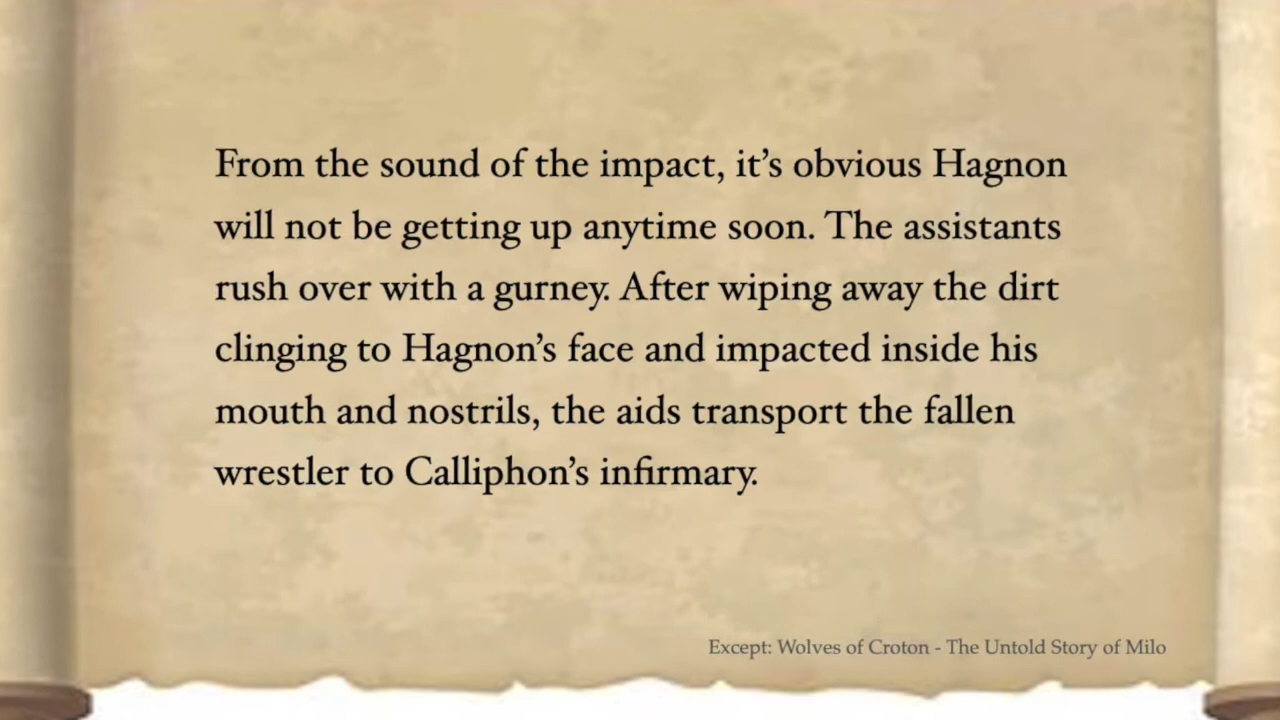 From the sound of the impact, it’s obvious Hagnon
will not be getting up anytime soon. The assistants
rush over with a gurney. After wiping away the dirt
clinging to Hagnon’s face and impacted inside his
mouth and nostrils, the aids transport the fallen
wrestler to Calliphon’s infirmary.
Except: Wolves of Croton - The Untold Story of Milo